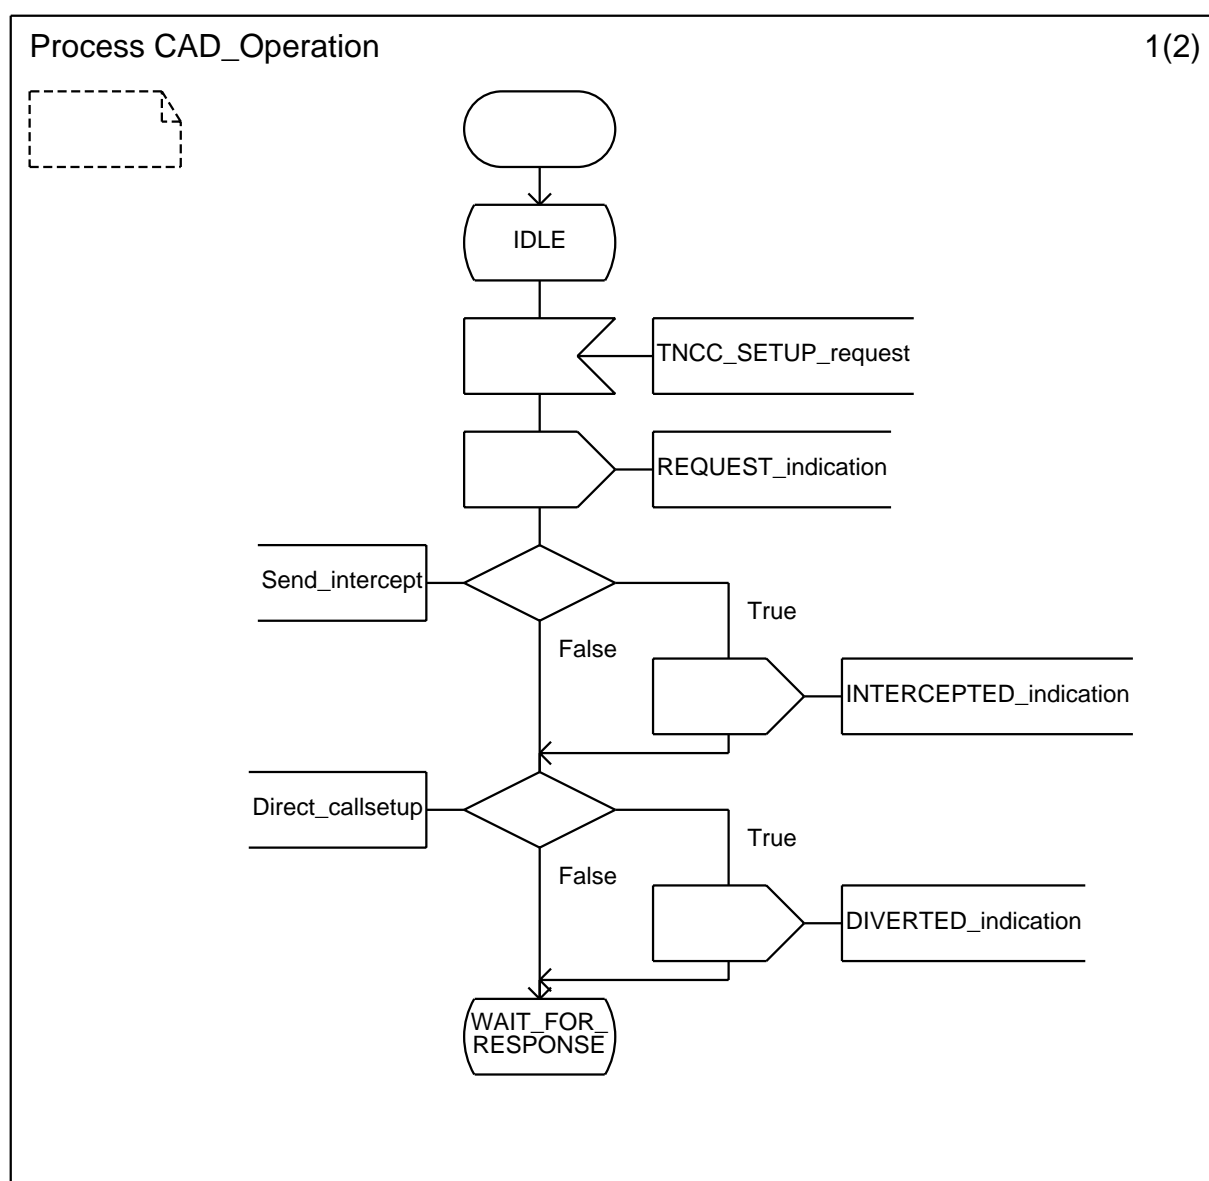 Process CAD_Operation
1(2)
IDLE
TNCC_SETUP_request
REQUEST_indication
Send_intercept
True
False
INTERCEPTED_indication
Direct_callsetup
True
False
DIVERTED_indication
WAIT_FOR_
RESPONSE